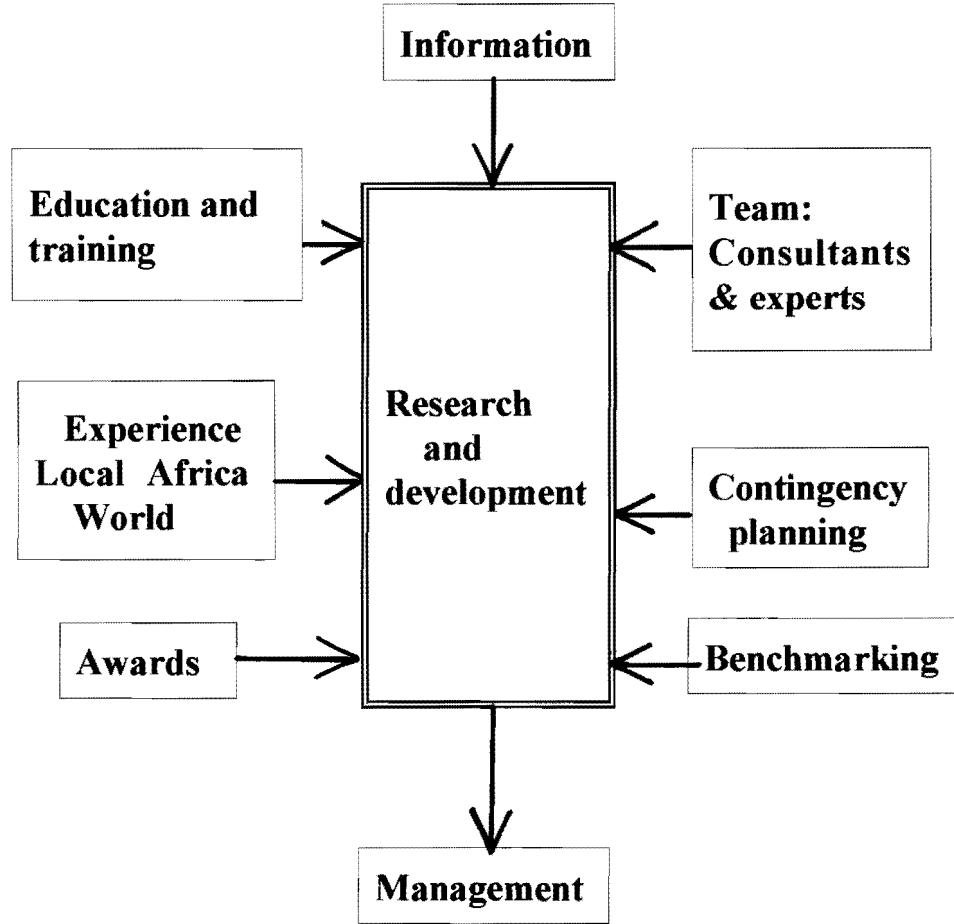 Information
Education and
training
Team:
Consultants
& experts
Experience
Local Africa
World
Research
and
development
Contingency
planning
Awards
Benchmarking
Management